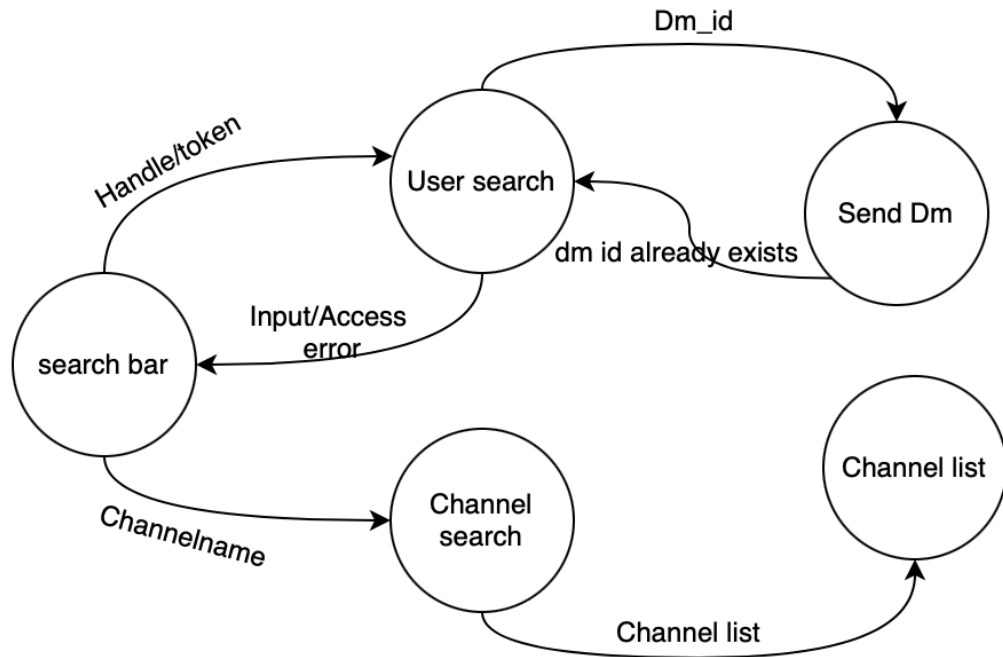 Dm_id
Handle/token
User search
Send Dm
dm id already exists
Input/Access
error
search bar
Channel list
Channel
search
Channelname
Channel list